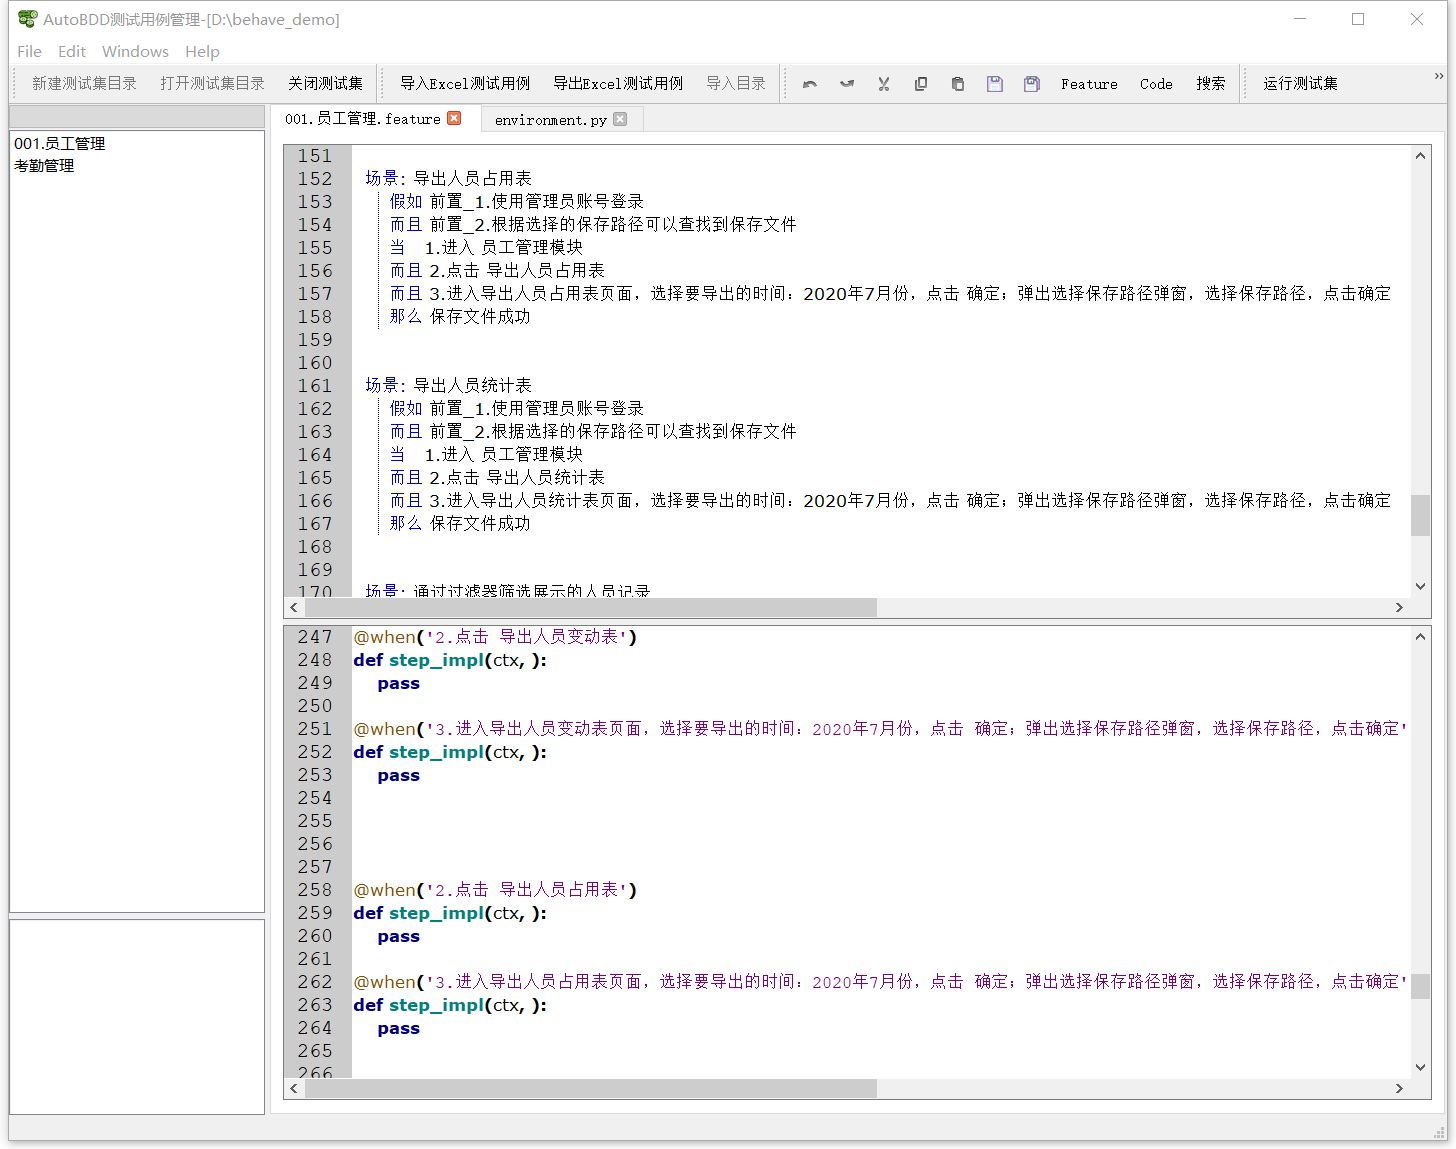 AutoBDD测试用例管理-[D:\behave_demo]
File Edit Windows Help
新建测试集目录 打开测试集目录 关闭测试集 导入Excel测试用例 导出Excel测试用例 导入目录 Feature Code 搜索 运行测试集 »
001.员工管理.feature environment.py
001.员工管理
考勤管理
151
152 场景: 导出人员占用表
153 假如 前置_1.使用管理员账号登录
154 而且 前置_2.根据选择的保存路径可以查找到保存文件
155 当 1.进入 员工管理模块
156 而且 2.点击 导出人员占用表
157 而且 3.进入导出人员占用表页面，选择要导出的时间：2020年7月份，点击 确定；弹出选择保存路径弹窗，选择保存路径，点击确定
158 那么 保存文件成功
159
160
161 场景: 导出人员统计表
162 假如 前置_1.使用管理员账号登录
163 而且 前置_2.根据选择的保存路径可以查找到保存文件
164 当 1.进入 员工管理模块
165 而且 2.点击 导出人员统计表
166 而且 3.进入导出人员统计表页面，选择要导出的时间：2020年7月份，点击 确定；弹出选择保存路径弹窗，选择保存路径，点击确定
167 那么 保存文件成功
168
169
170 场景: 通过过滤器筛选展示的人员记录
247 @when('2.点击 导出人员变动表')
248 def step_impl(ctx, ):
249 pass
250
251 @when('3.进入导出人员变动表页面，选择要导出的时间：2020年7月份，点击 确定；弹出选择保存路径弹窗，选择保存路径，点击确定'
252 def step_impl(ctx, ):
253 pass
254
255
256
257
258 @when('2.点击 导出人员占用表')
259 def step_impl(ctx, ):
260 pass
261
262 @when('3.进入导出人员占用表页面，选择要导出的时间：2020年7月份，点击 确定；弹出选择保存路径弹窗，选择保存路径，点击确定'
263 def step_impl(ctx, ):
264 pass
265
266